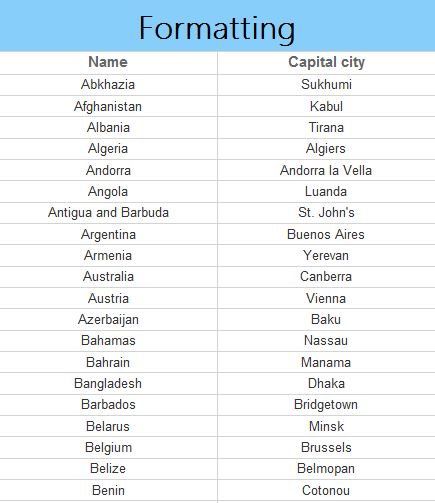 Formatting
Name Capital city
Abkhazia Sukhumi
Afghanistan Kabul
Albania Tirana
Algeria Algiers
Andorra Andorra la Vella
Angola Luanda
Antigua and Barbuda St. John's
Argentina Buenos Aires
Armenia Yerevan
Australia Canberra
Austria Vienna
Azerbaijan Baku
Bahamas Nassau
Bahrain Manama
Bangladesh Dhaka
Barbados Bridgetown
Belarus Minsk
Belgium Brussels
Belize Belmopan
Benin Cotonou